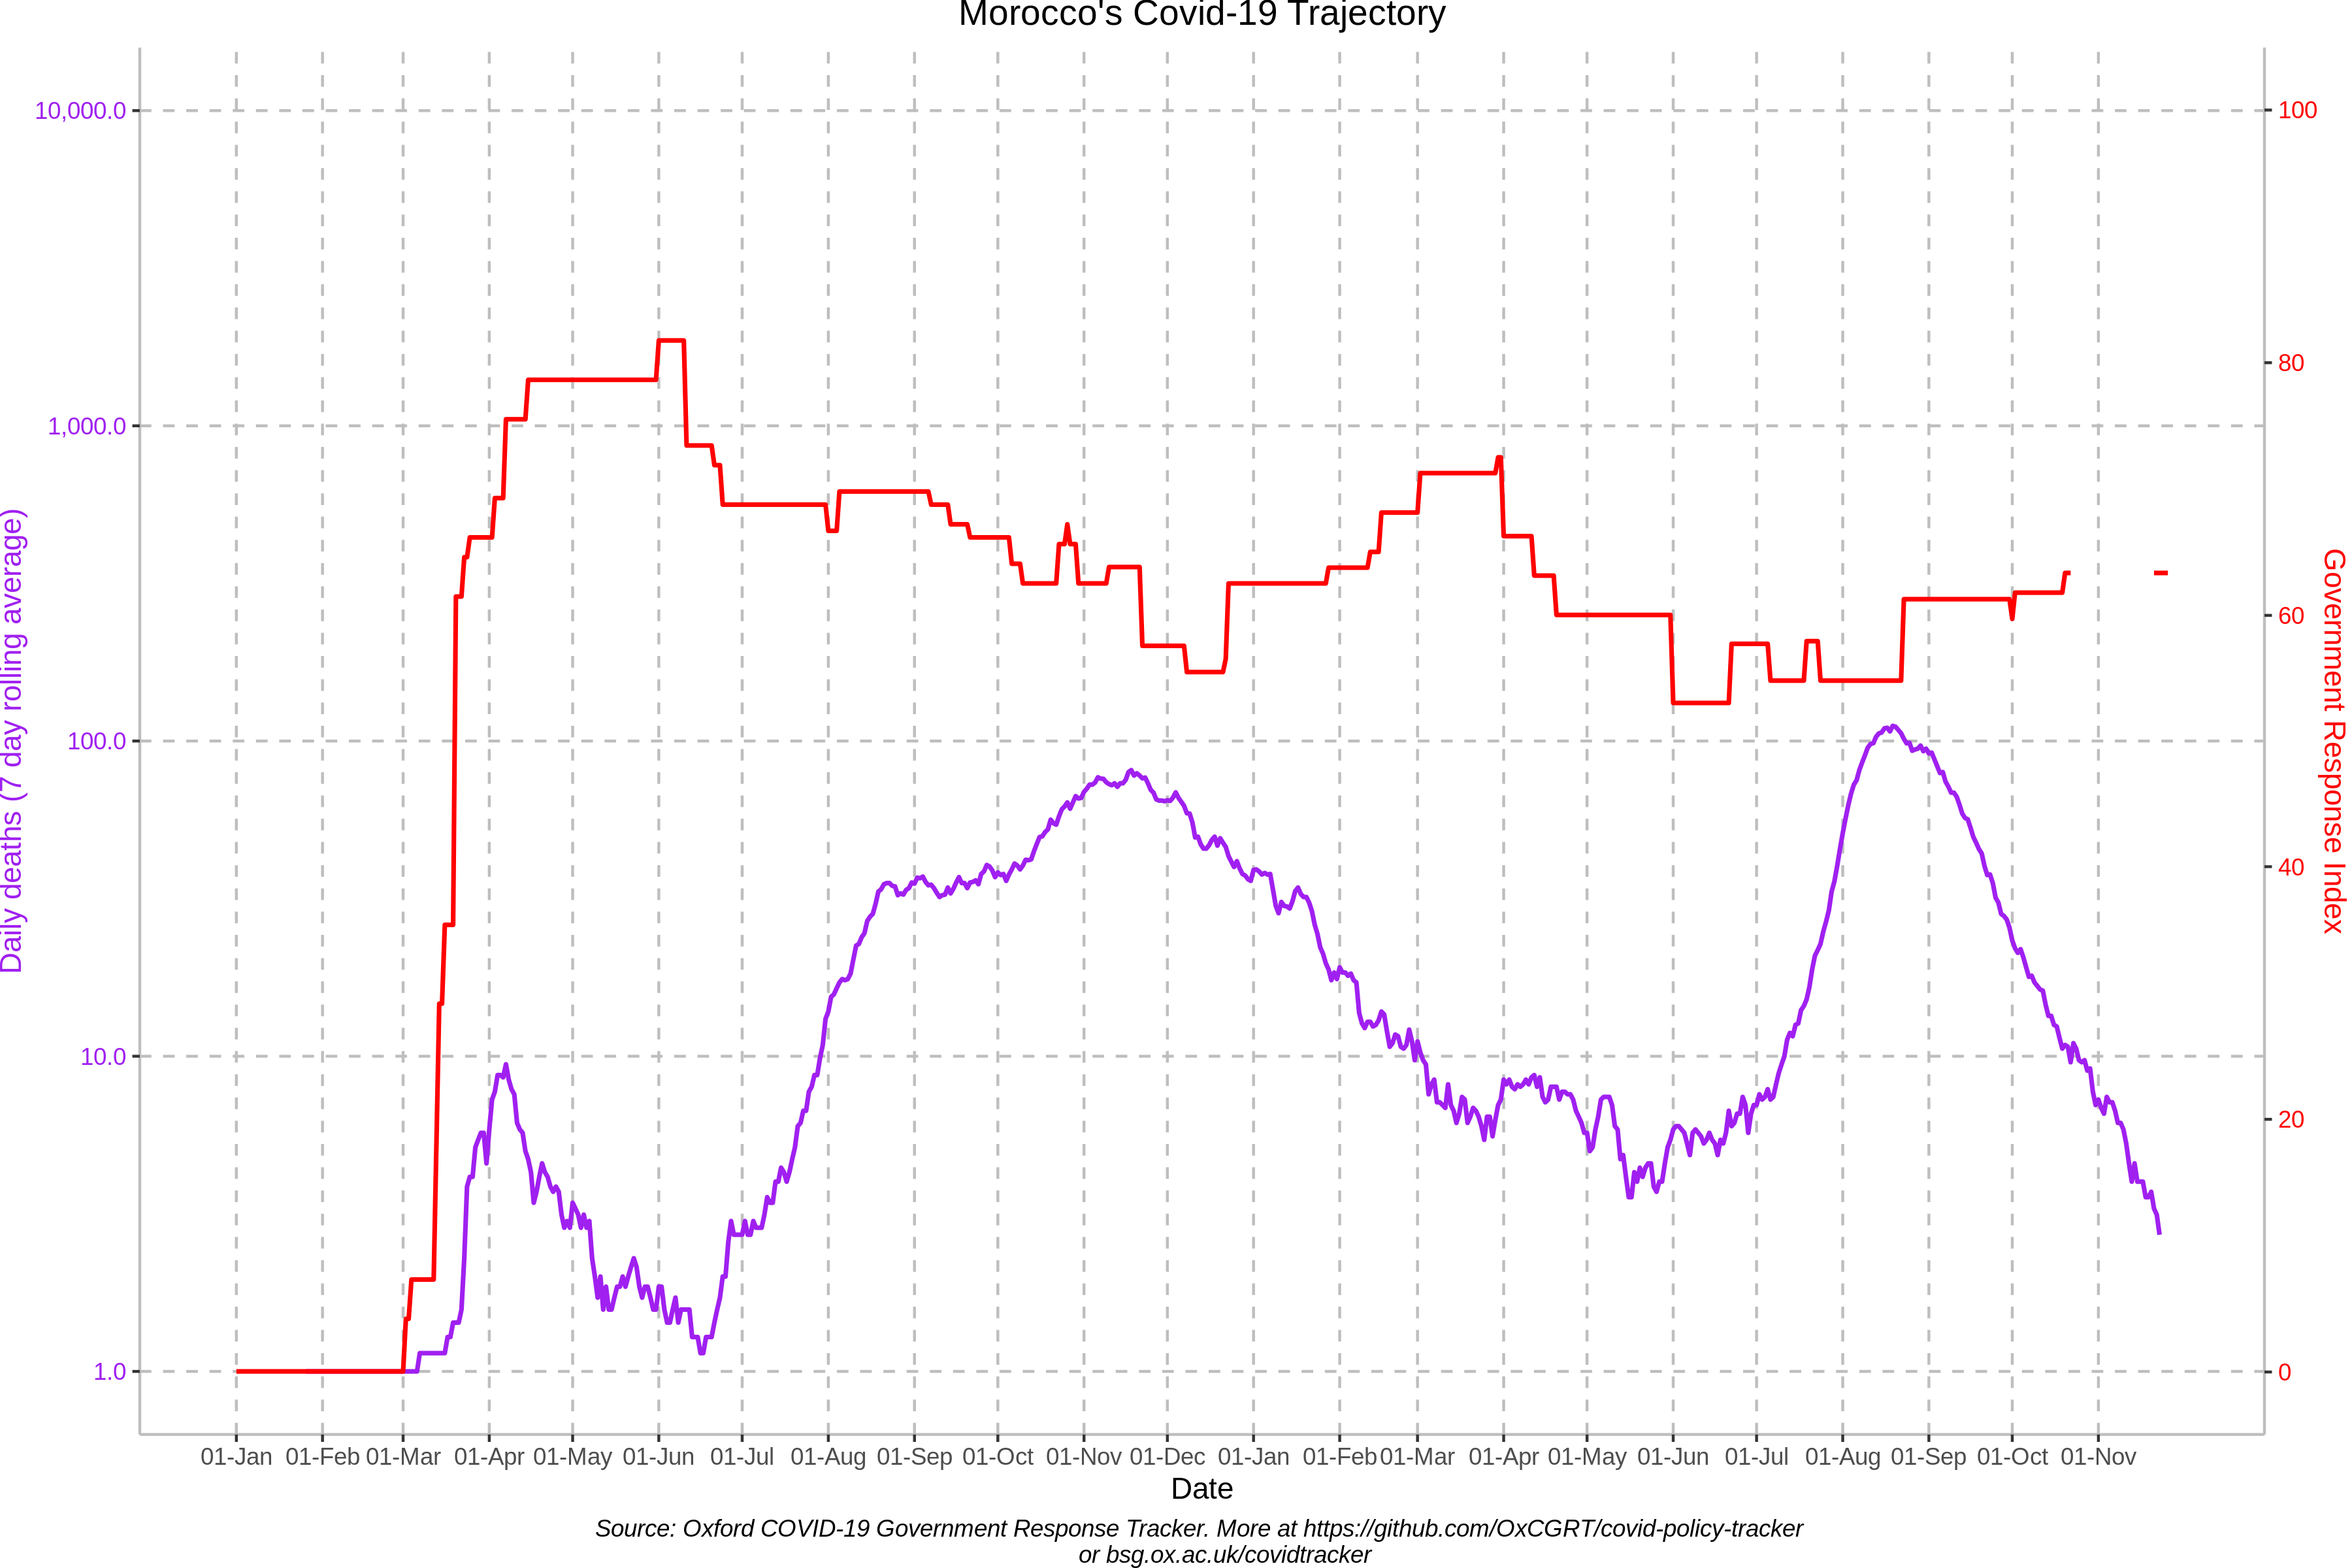 Morocco's Covid-19 Trajectory
Daily deaths (7 day rolling average)
10,000.0
1,000.0
100.0
10.0
1.0
Government Response Index
100
80
60
40
20
0
01-Jan 01-Feb 01-Mar 01-Apr 01-May 01-Jun 01-Jul 01-Aug 01-Sep 01-Oct 01-Nov 01-Dec 01-Jan 01-Feb 01-Mar 01-Apr 01-May 01-Jun 01-Jul 01-Aug 01-Sep 01-Oct 01-Nov
Date
Source: Oxford COVID-19 Government Response Tracker. More at https://github.com/OxCGRT/covid-policy-tracker
or bsg.ox.ac.uk/covidtracker